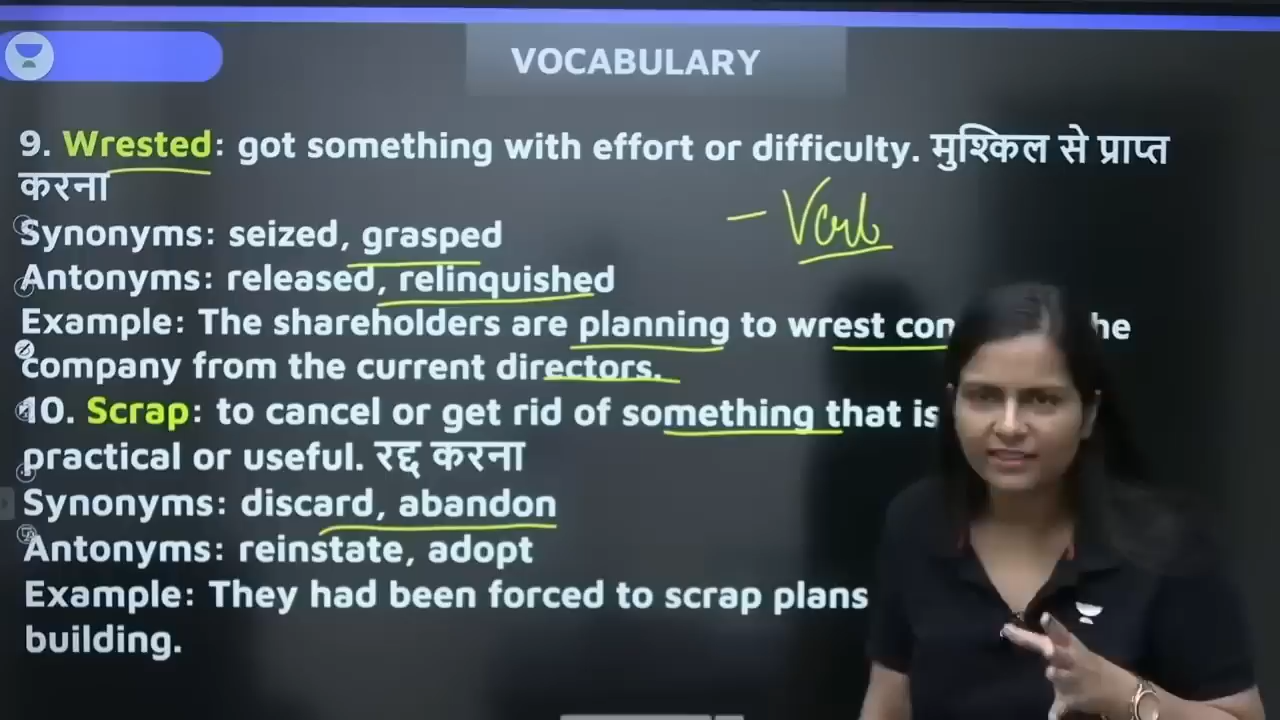 VOCABULARY
9. Wrested: got something with effort or difficulty. मुश्किल से प्राप्त
करना
- Verb
Synonyms: seized, grasped
Antonyms: released, relinquished
Example: The shareholders are planning to wrest con he
company from the current directors.
10. Scrap: to cancel or get rid of something that is
practical or useful. रद्द करना
Synonyms: discard, abandon
Antonyms: reinstate, adopt
Example: They had been forced to scrap plans
building.